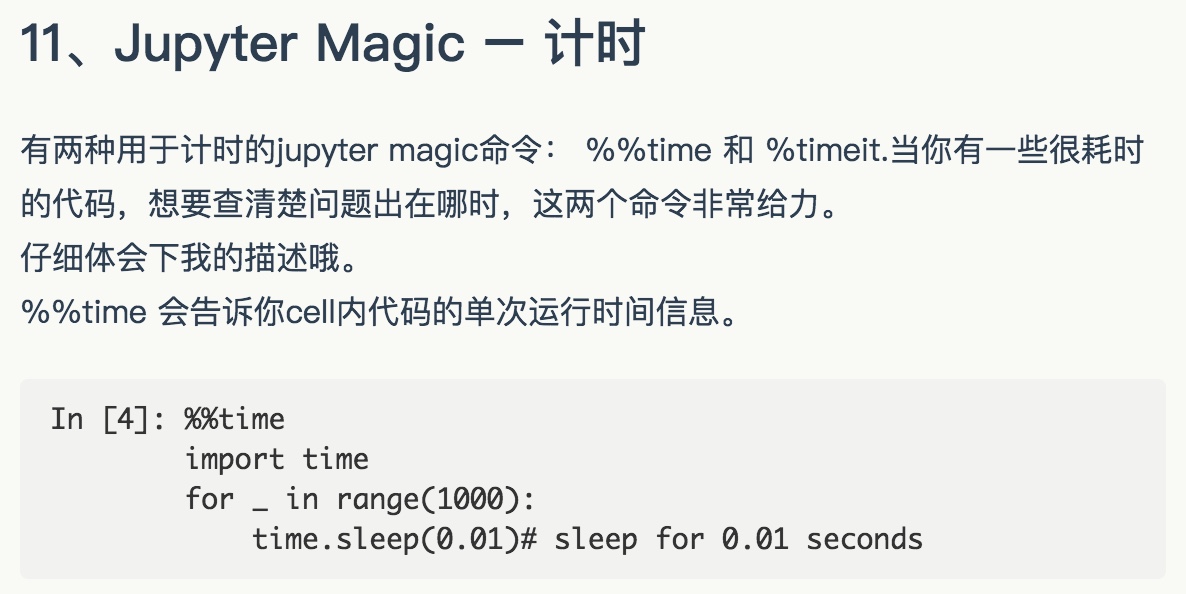 11、Jupyter Magic — 计时
有两种用于计时的jupyter magic命令： %%time 和 %timeit.当你有一些很耗时
的代码，想要查清楚问题出在哪时，这两个命令非常给力。
仔细体会下我的描述哦。
%%time 会告诉你cell内代码的单次运行时间信息。
In [4]: %%time
import time
for _ in range(1000):
time.sleep(0.01)# sleep for 0.01 seconds